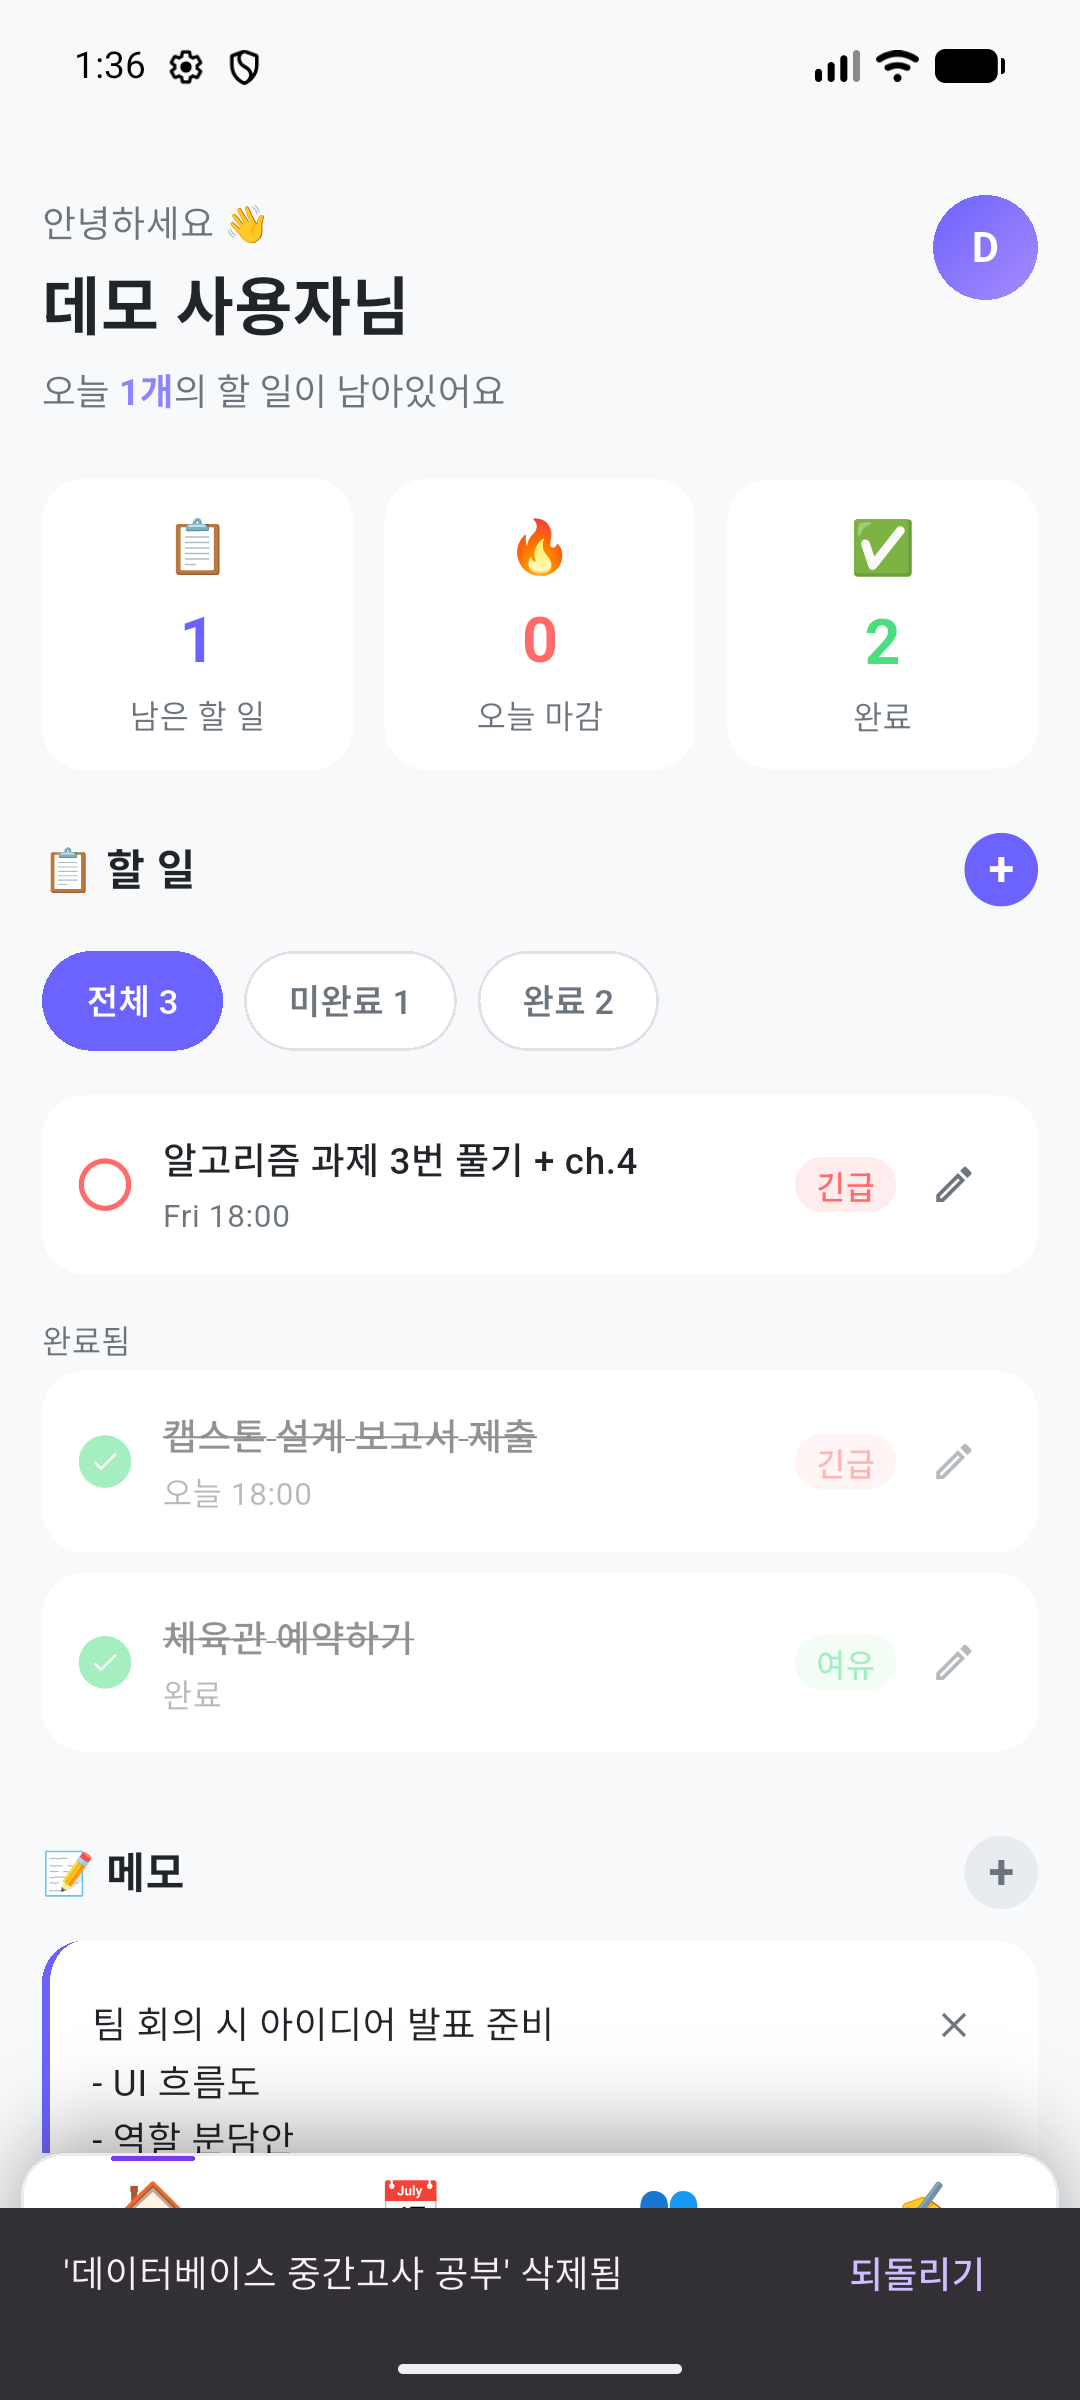 1:36
안녕하세요 👋
D
데모 사용자님
오늘 1개의 할 일이 남아있어요
1
남은 할 일
0
오늘 마감
2
완료
할 일
+
전체 3
미완료 1
완료 2
알고리즘 과제 3번 풀기 + ch.4
Fri 18:00
긴급
완료됨
캡스톤 설계 보고서 제출
오늘 18:00
긴급
체육관 예약하기
완료
여유
메모
+
팀 회의 시 아이디어 발표 준비
- UI 흐름도
- 역할 분담안
July
'데이터베이스 중간고사 공부' 삭제됨
되돌리기